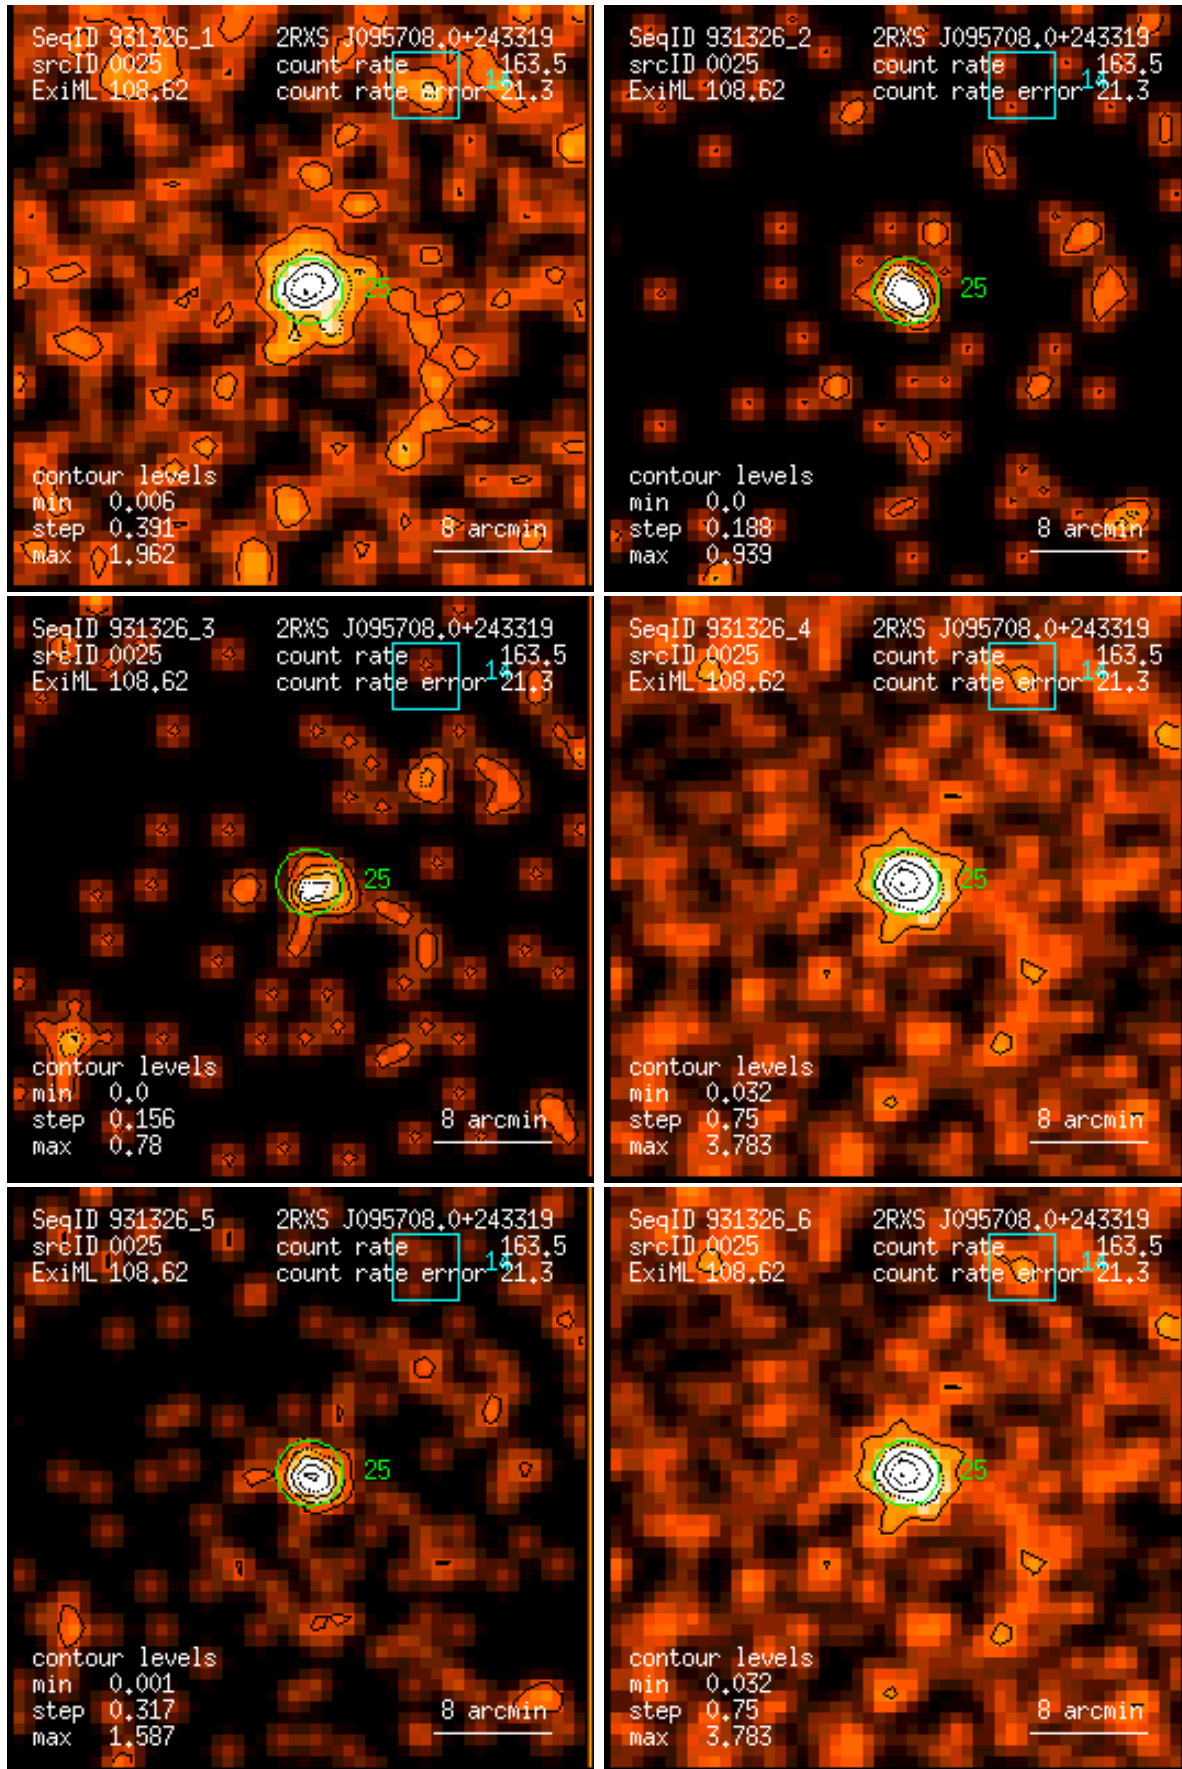 SeqID 931326_1 2RXS J095708.0+243319
srcID 0025 count rate 163.5
ExiML 108.62 count rate error 21.3
14
25
contour levels
min 0.006
step 0.391 8 arcmin
max 1.962
SeqID 931326_2 2RXS J095708.0+243319
srcID 0025 count rate 163.5
ExiML 108.62 count rate error 21.3
14
25
contour levels
min 0.0
step 0.188 8 arcmin
max 0.939
SeqID 931326_3 2RXS J095708.0+243319
srcID 0025 count rate 163.5
ExiML 108.62 count rate error 21.3
14
25
contour levels
min 0.0
step 0.156 8 arcmin
max 0.78
SeqID 931326_4 2RXS J095708.0+243319
srcID 0025 count rate 163.5
ExiML 108.62 count rate error 21.3
14
25
contour levels
min 0.032
step 0.75 8 arcmin
max 3.783
SeqID 931326_5 2RXS J095708.0+243319
srcID 0025 count rate 163.5
ExiML 108.62 count rate error 21.3
14
25
contour levels
min 0.001
step 0.317 8 arcmin
max 1.587
SeqID 931326_6 2RXS J095708.0+243319
srcID 0025 count rate 163.5
ExiML 108.62 count rate error 21.3
14
25
contour levels
min 0.032
step 0.75 8 arcmin
max 3.783